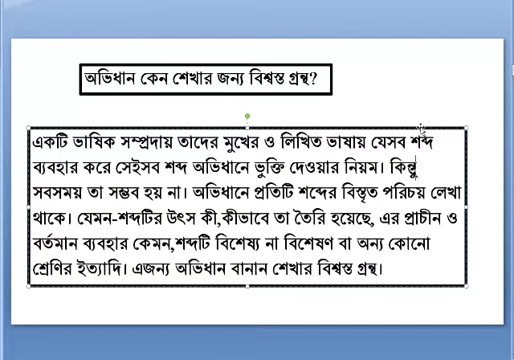 অভিধান কেন শেখার জন্য বিশ্বস্ত গ্রন্থ?
একটি ভাষিক সম্প্রদায় তাদের মুখের ও লিখিত ভাষায় যেসব শব্দ
ব্যবহার করে সেইসব শব্দ অভিধানে ভুক্তি দেওয়ার নিয়ম। কিন্তু
সবসময় তা সম্ভব হয় না। অভিধানে প্রতিটি শব্দের বিস্তৃত পরিচয় লেখা
থাকে। যেমন-শব্দটির উৎস কী,কীভাবে তা তৈরি হয়েছে, এর প্রাচীন ও
বর্তমান ব্যবহার কেমন,শব্দটি বিশেষ্য না বিশেষণ বা অন্য কোনো
শ্রেণির ইত্যাদি। এজন্য অভিধান বানান শেখার বিশ্বস্ত গ্রন্থ।